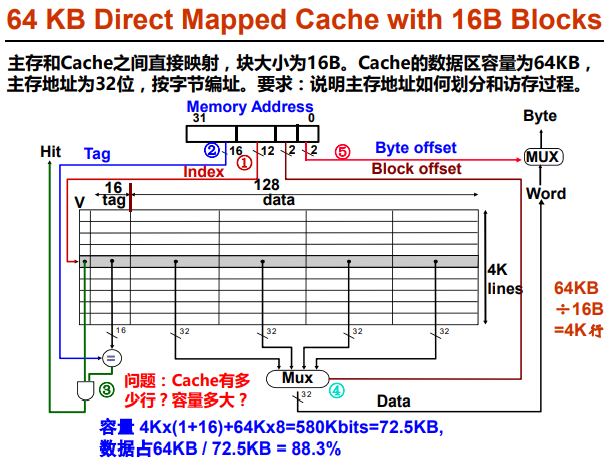 64 KB Direct Mapped Cache with 16B Blocks
主存和Cache之间直接映射，块大小为16B。Cache的数据区容量为64KB，
主存地址为32位，按字节编址。要求：说明主存地址如何划分和访存过程。
Memory Address
31 0
Byte
Hit Tag ② 16 ① 12 2 2 ⑤ Byte offset MUX
Index Block offset
Word
16 128
V tag data
4K
lines
64KB
÷16B
=4K行
16 32 32 32 32
=
③
问题：Cache有多
少行？容量多大？
Mux ④
32 Data
容量 4Kx(1+16)+64Kx8=580Kbits=72.5KB,
数据占64KB / 72.5KB = 88.3%